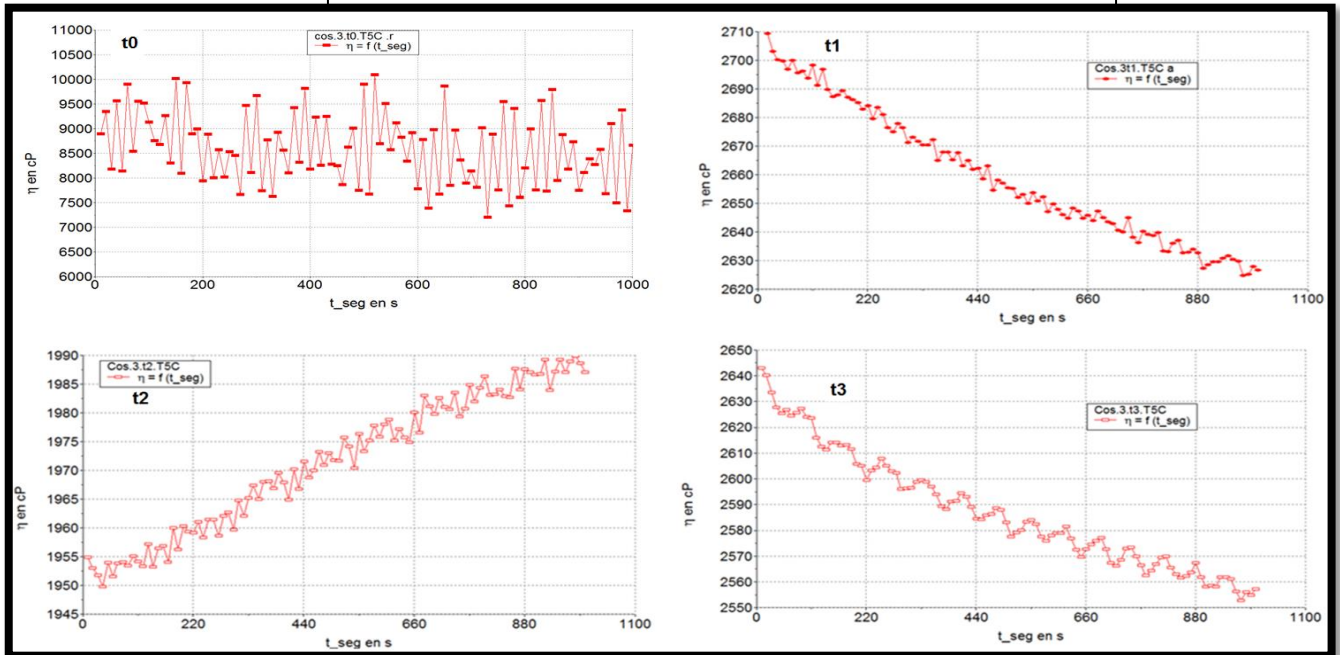 t0
cos.3.t0.T5C .r
η = f (t_seg)
η en cP
11000
10500
10000
9500
9000
8500
8000
7500
7000
6500
6000
0 200 400 600 800 1000
t_seg en s
t1
Cos.3t1.T5C a
η = f (t_seg)
η en cP
2710
2700
2690
2680
2670
2660
2650
2640
2630
2620
0 220 440 660 880 1100
t_seg en s
Cos.3.t2.T5C
η = f (t_seg)
t2
η en cP
1990
1985
1980
1975
1970
1965
1960
1955
1950
1945
0 220 440 660 880 1100
t_seg en s
t3
Cos.3.t3.T5C
η = f (t_seg)
η en cP
2650
2640
2630
2620
2610
2600
2590
2580
2570
2560
2550
0 220 440 660 880 1100
t_seg en s